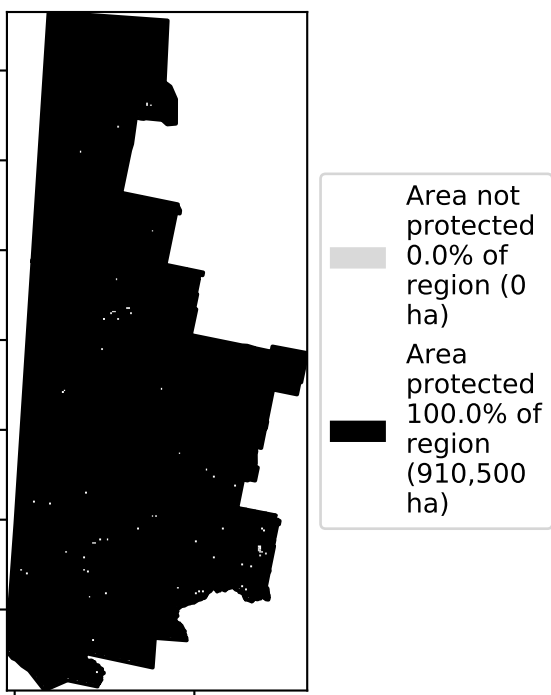 Area not
protected
0.0% of
region (0
ha)
Area
protected
100.0% of
region
(910,500
ha)